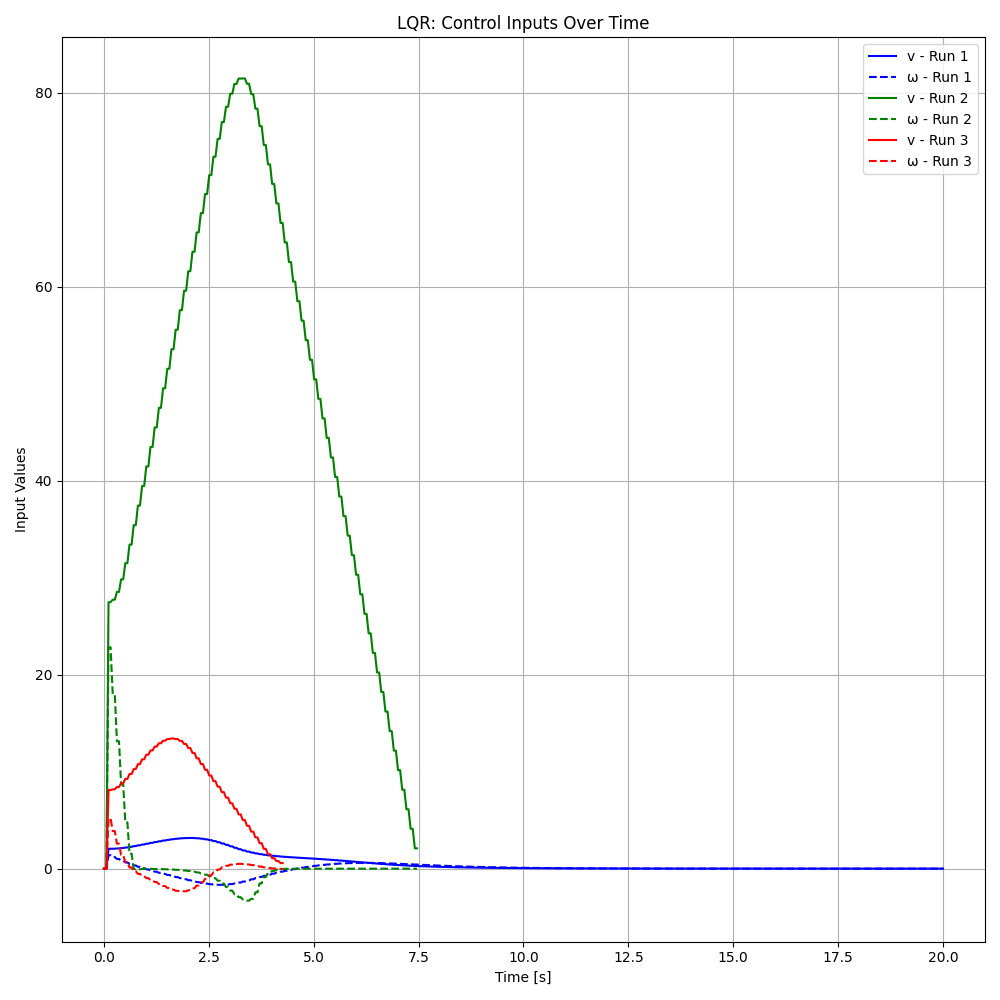 LQR: Control Inputs Over Time
v - Run 1
ω - Run 1
v - Run 2
ω - Run 2
v - Run 3
ω - Run 3
Input Values
80
60
40
20
0
0.0 2.5 5.0 7.5 10.0 12.5 15.0 17.5 20.0
Time [s]